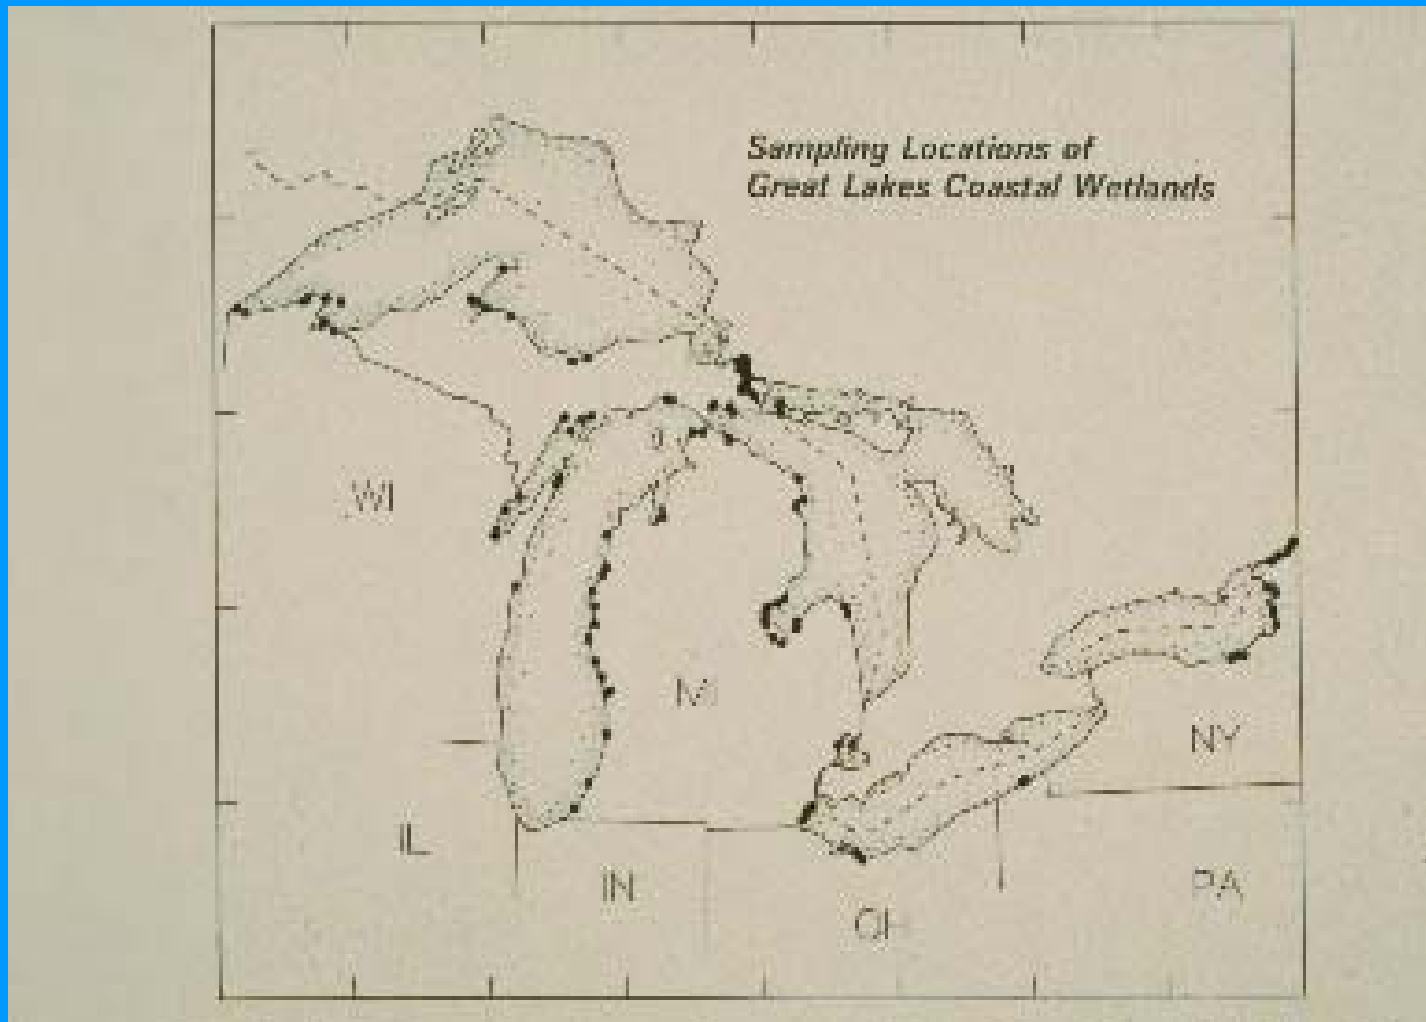 Sampling Locations of
Great Lakes Coastal Wetlands
WI
MI
NY
IL
IN
PA
OH